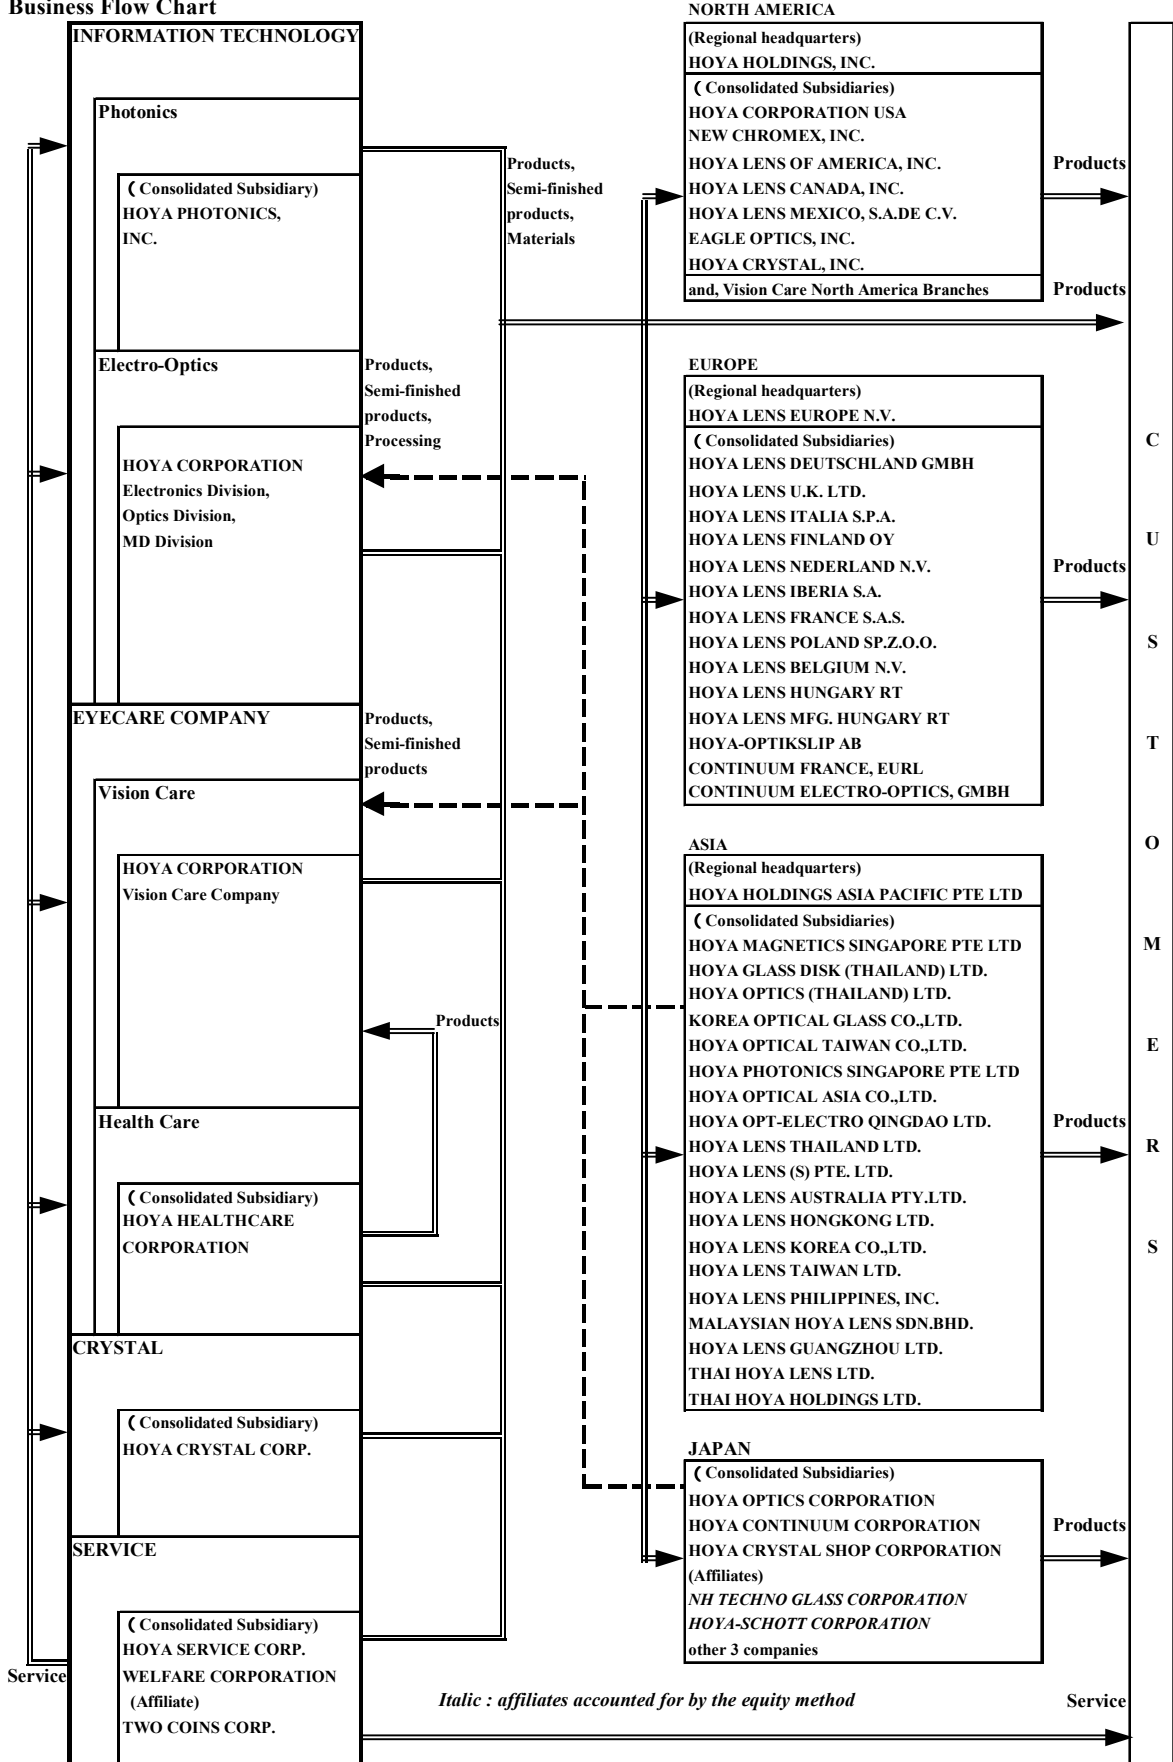 Business Flow Chart
INFORMATION TECHNOLOGY
Photonics
( Consolidated Subsidiary)
HOYA PHOTONICS,
INC.
Electro-Optics
HOYA CORPORATION
Electronics Division,
Optics Division,
MD Division
EYECARE COMPANY
Vision Care
HOYA CORPORATION
Vision Care Company
Health Care
( Consolidated Subsidiary)
HOYA HEALTHCARE
CORPORATION
CRYSTAL
( Consolidated Subsidiary)
HOYA CRYSTAL CORP.
SERVICE
( Consolidated Subsidiary)
HOYA SERVICE CORP.
WELFARE CORPORATION
(Affiliate)
TWO COINS CORP.
Service
Products,
Semi-finished
products,
Materials
Products,
Semi-finished
products,
Processing
Products,
Semi-finished
products
Products
NORTH AMERICA
(Regional headquarters)
HOYA HOLDINGS, INC.
( Consolidated Subsidiaries)
HOYA CORPORATION USA
NEW CHROMEX, INC.
HOYA LENS OF AMERICA, INC.
HOYA LENS CANADA, INC.
HOYA LENS MEXICO, S.A.DE C.V.
EAGLE OPTICS, INC.
HOYA CRYSTAL, INC.
and, Vision Care North America Branches
Products
Products
EUROPE
(Regional headquarters)
HOYA LENS EUROPE N.V.
( Consolidated Subsidiaries)
HOYA LENS DEUTSCHLAND GMBH
HOYA LENS U.K. LTD.
HOYA LENS ITALIA S.P.A.
HOYA LENS FINLAND OY
HOYA LENS NEDERLAND N.V.
HOYA LENS IBERIA S.A.
HOYA LENS FRANCE S.A.S.
HOYA LENS POLAND SP.Z.O.O.
HOYA LENS BELGIUM N.V.
HOYA LENS HUNGARY RT
HOYA LENS MFG. HUNGARY RT
HOYA-OPTIKSLIP AB
CONTINUUM FRANCE, EURL
CONTINUUM ELECTRO-OPTICS, GMBH
Products
ASIA
(Regional headquarters)
HOYA HOLDINGS ASIA PACIFIC PTE LTD
( Consolidated Subsidiaries)
HOYA MAGNETICS SINGAPORE PTE LTD
HOYA GLASS DISK (THAILAND) LTD.
HOYA OPTICS (THAILAND) LTD.
KOREA OPTICAL GLASS CO.,LTD.
HOYA OPTICAL TAIWAN CO.,LTD.
HOYA PHOTONICS SINGAPORE PTE LTD
HOYA OPTICAL ASIA CO.,LTD.
HOYA OPT-ELECTRO QINGDAO LTD.
HOYA LENS THAILAND LTD.
HOYA LENS (S) PTE. LTD.
HOYA LENS AUSTRALIA PTY.LTD.
HOYA LENS HONGKONG LTD.
HOYA LENS KOREA CO.,LTD.
HOYA LENS TAIWAN LTD.
HOYA LENS PHILIPPINES, INC.
MALAYSIAN HOYA LENS SDN.BHD.
HOYA LENS GUANGZHOU LTD.
THAI HOYA LENS LTD.
THAI HOYA HOLDINGS LTD.
Products
JAPAN
( Consolidated Subsidiaries)
HOYA OPTICS CORPORATION
HOYA CONTINUUM CORPORATION
HOYA CRYSTAL SHOP CORPORATION
(Affiliates)
NH TECHNO GLASS CORPORATION
HOYA-SCHOTT CORPORATION
other 3 companies
Products
Italic : affiliates accounted for by the equity method
Service
C
U
S
T
O
M
E
R
S